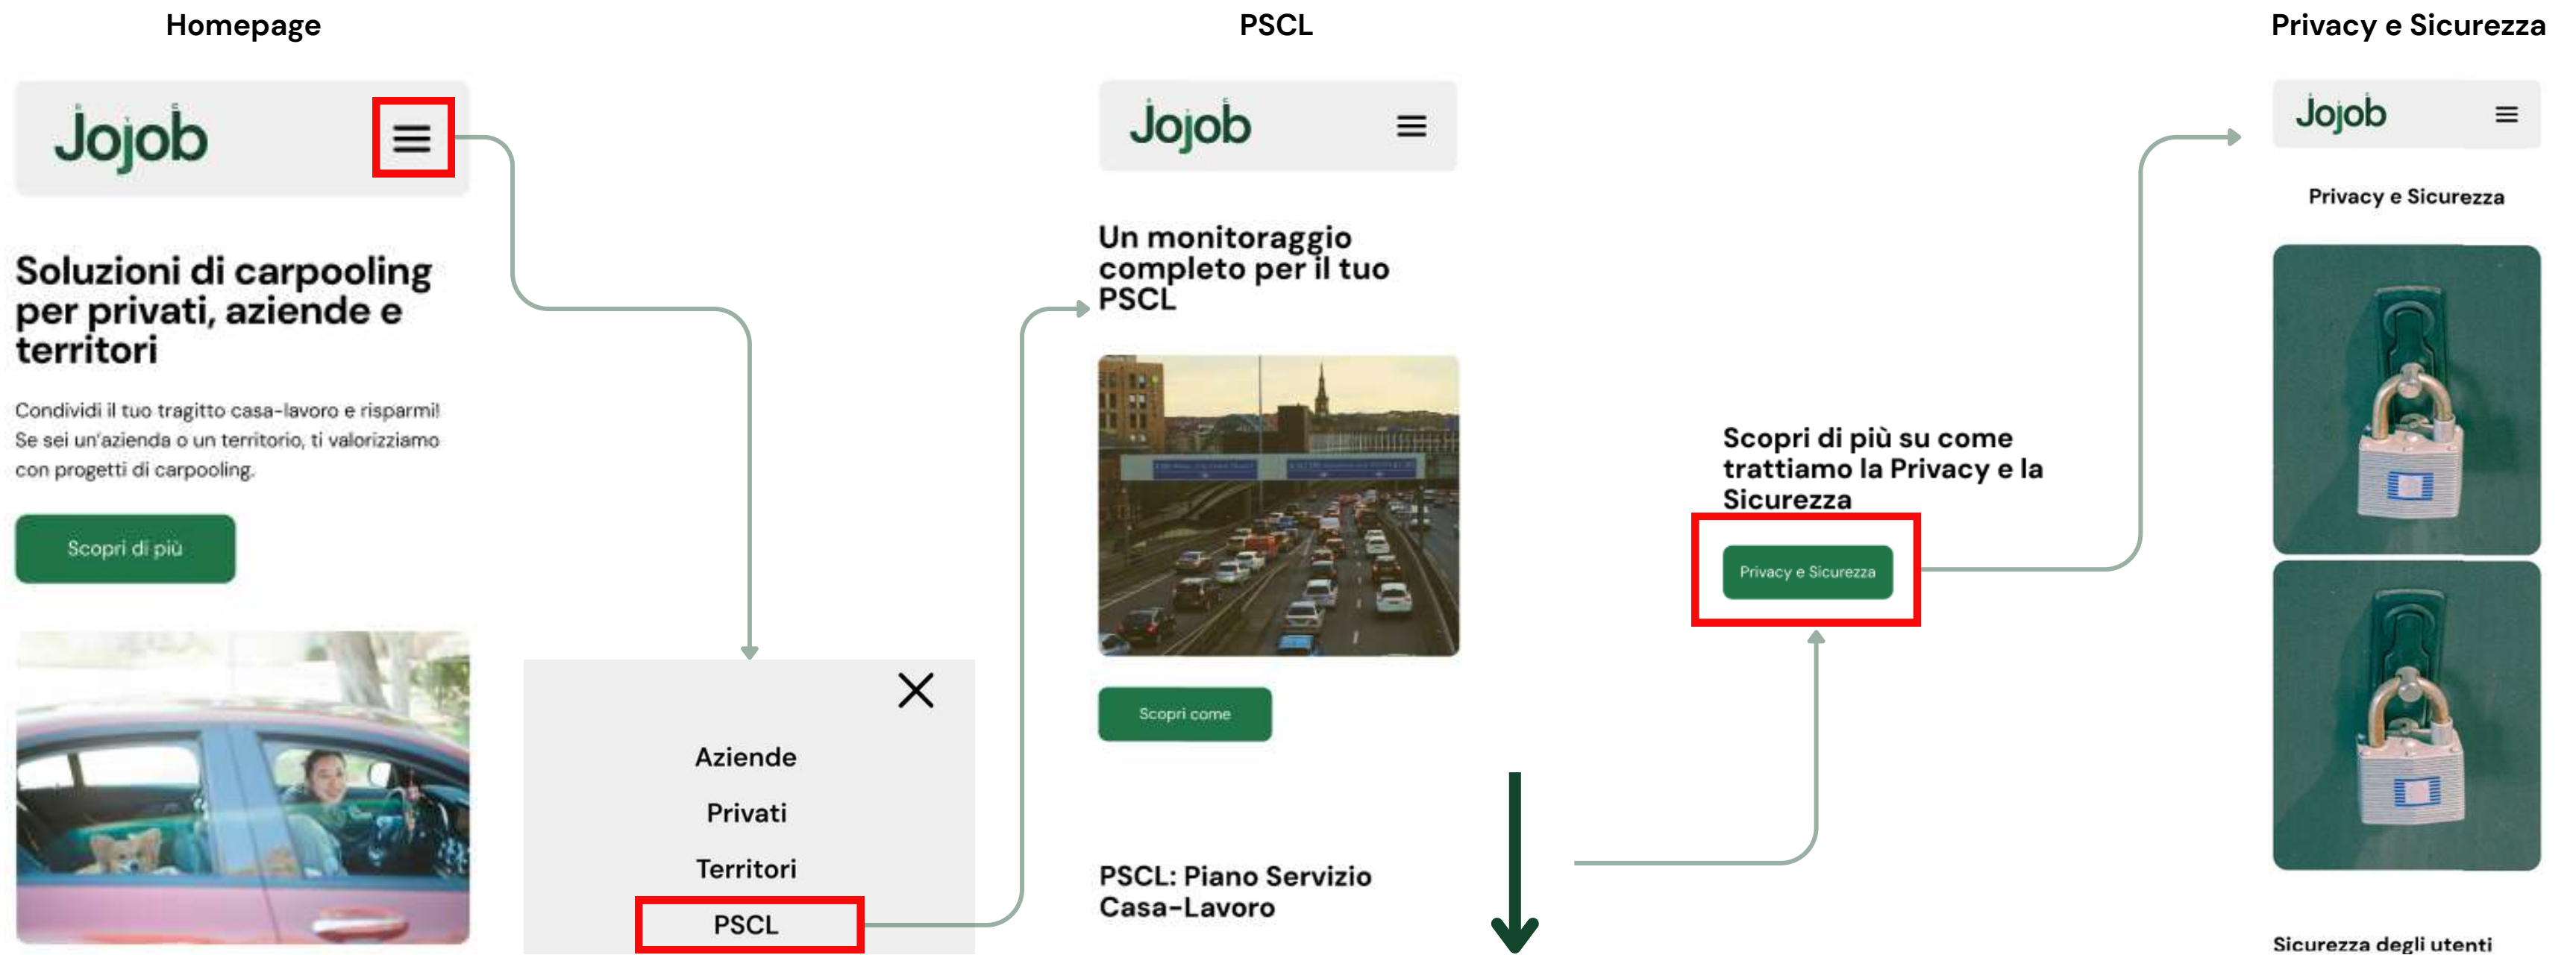 Homepage
PSCL
Privacy e Sicurezza
Jojob
Soluzioni di carpooling
per privati, aziende e
territori
Condividi il tuo tragitto casa-lavoro e risparmi!
Se sei un'azienda o un territorio, ti valorizziamo
con progetti di carpooling.
Scopri di più
Aziende
Privati
Territori
PSCL
Jojob
Un monitoraggio
completo per il tuo
PSCL
Scopri come
PSCL: Piano Servizio
Casa-Lavoro
Scopri di più su come
trattiamo la Privacy e la
Sicurezza
Privacy e Sicurezza
Jojob
Privacy e Sicurezza
Sicurezza degli utenti